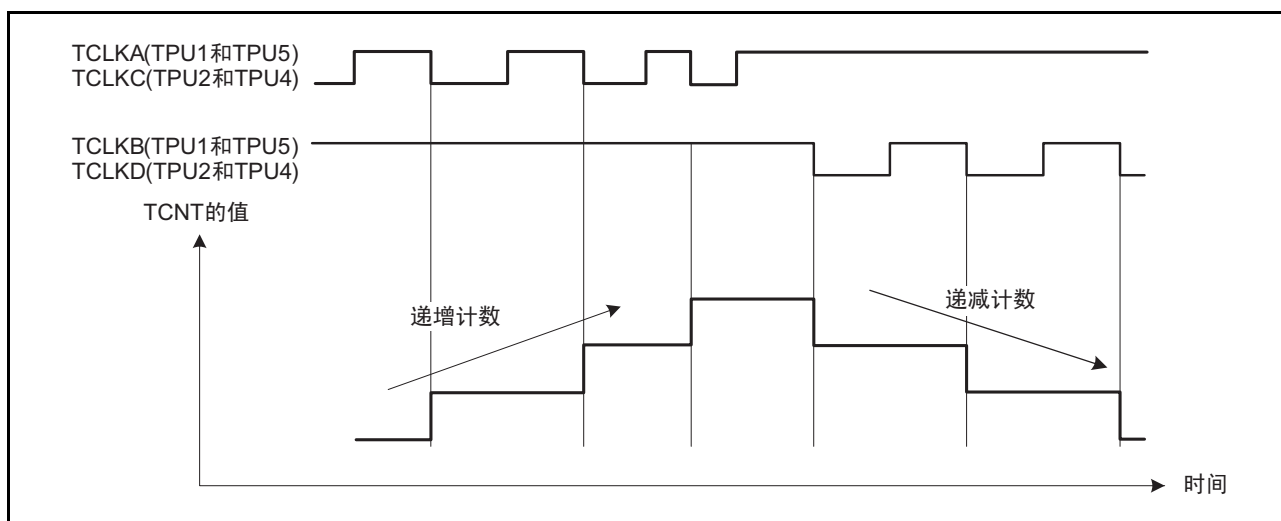 TCLKA(TPU1和TPU5)
TCLKC(TPU2和TPU4)
TCLKB(TPU1和TPU5)
TCLKD(TPU2和TPU4)
TCNT的值
递增计数
递减计数
时间